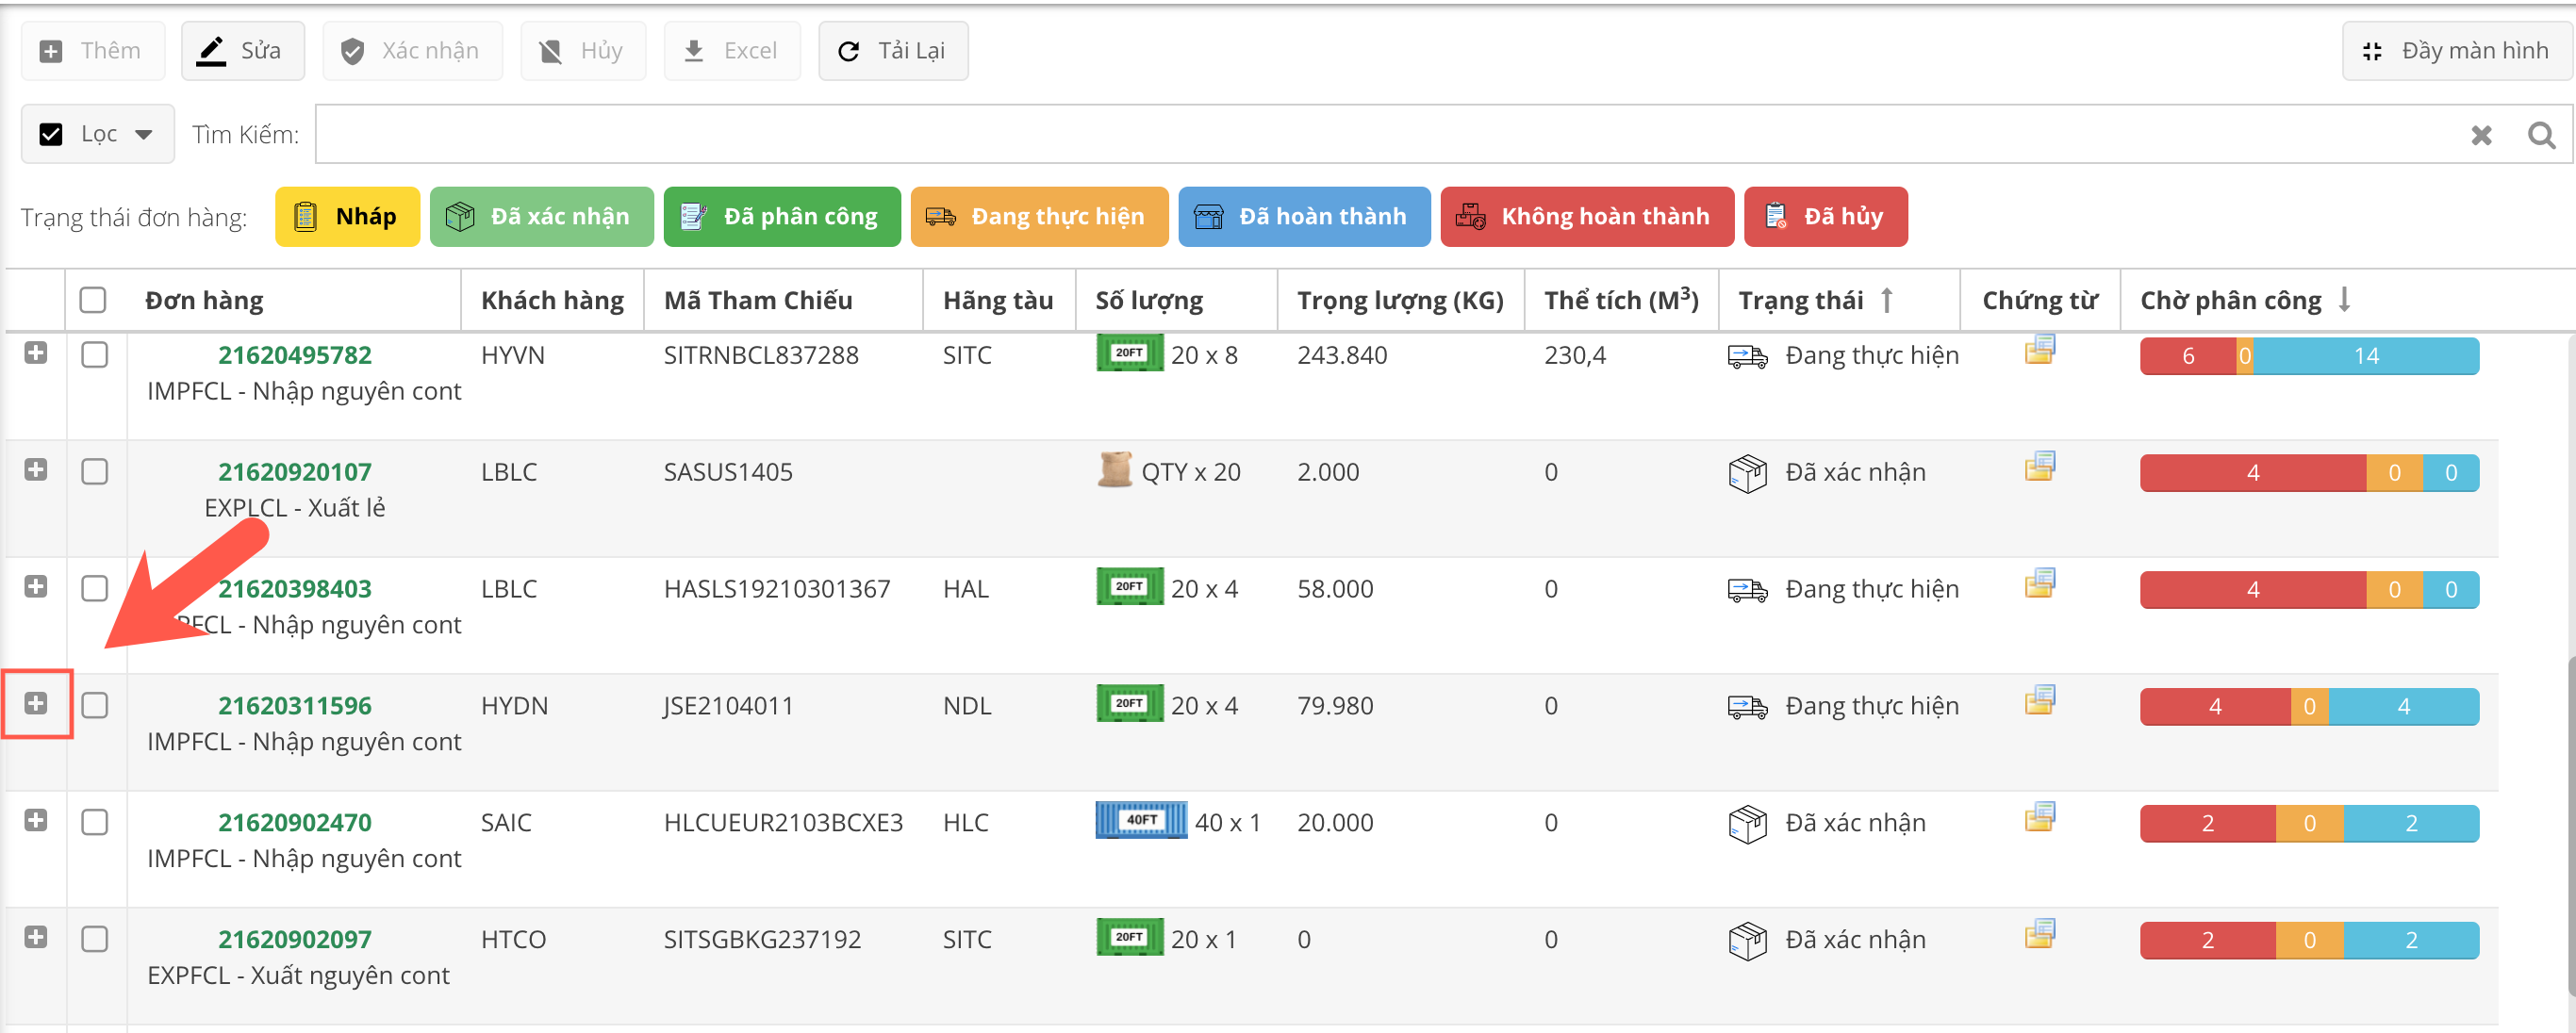 Thêm Sửa Xác nhận Hủy Excel Tải Lại Đầy màn hình
Lọc Tìm Kiếm:
Trạng thái đơn hàng: Nháp Đã xác nhận Đã phân công Đang thực hiện Đã hoàn thành Không hoàn thành Đã hủy
Đơn hàng Khách hàng Mã Tham Chiếu Hãng tàu Số lượng Trọng lượng (KG) Thể tích (M³) Trạng thái Chứng từ Chờ phân công
21620495782 HYVN SITRNBCL837288 SITC 20FT 20 x 8 243.840 230,4 Đang thực hiện 6 0 14
IMPFCL - Nhập nguyên cont
21620920107 LBLC SASUS1405 QTY x 20 2.000 0 Đã xác nhận 4 0 0
EXPLCL - Xuất lẻ
21620398403 LBLC HASLS19210301367 HAL 20FT 20 x 4 58.000 0 Đang thực hiện 4 0 0
PFCL - Nhập nguyên cont
21620311596 HYDN JSE2104011 NDL 20FT 20 x 4 79.980 0 Đang thực hiện 4 0 4
IMPFCL - Nhập nguyên cont
21620902470 SAIC HLCUEUR2103BCXE3 HLC 40FT 40 x 1 20.000 0 Đã xác nhận 2 0 2
IMPFCL - Nhập nguyên cont
21620902097 HTCO SITSGBKG237192 SITC 20FT 20 x 1 0 0 Đã xác nhận 2 0 2
EXPFCL - Xuất nguyên cont